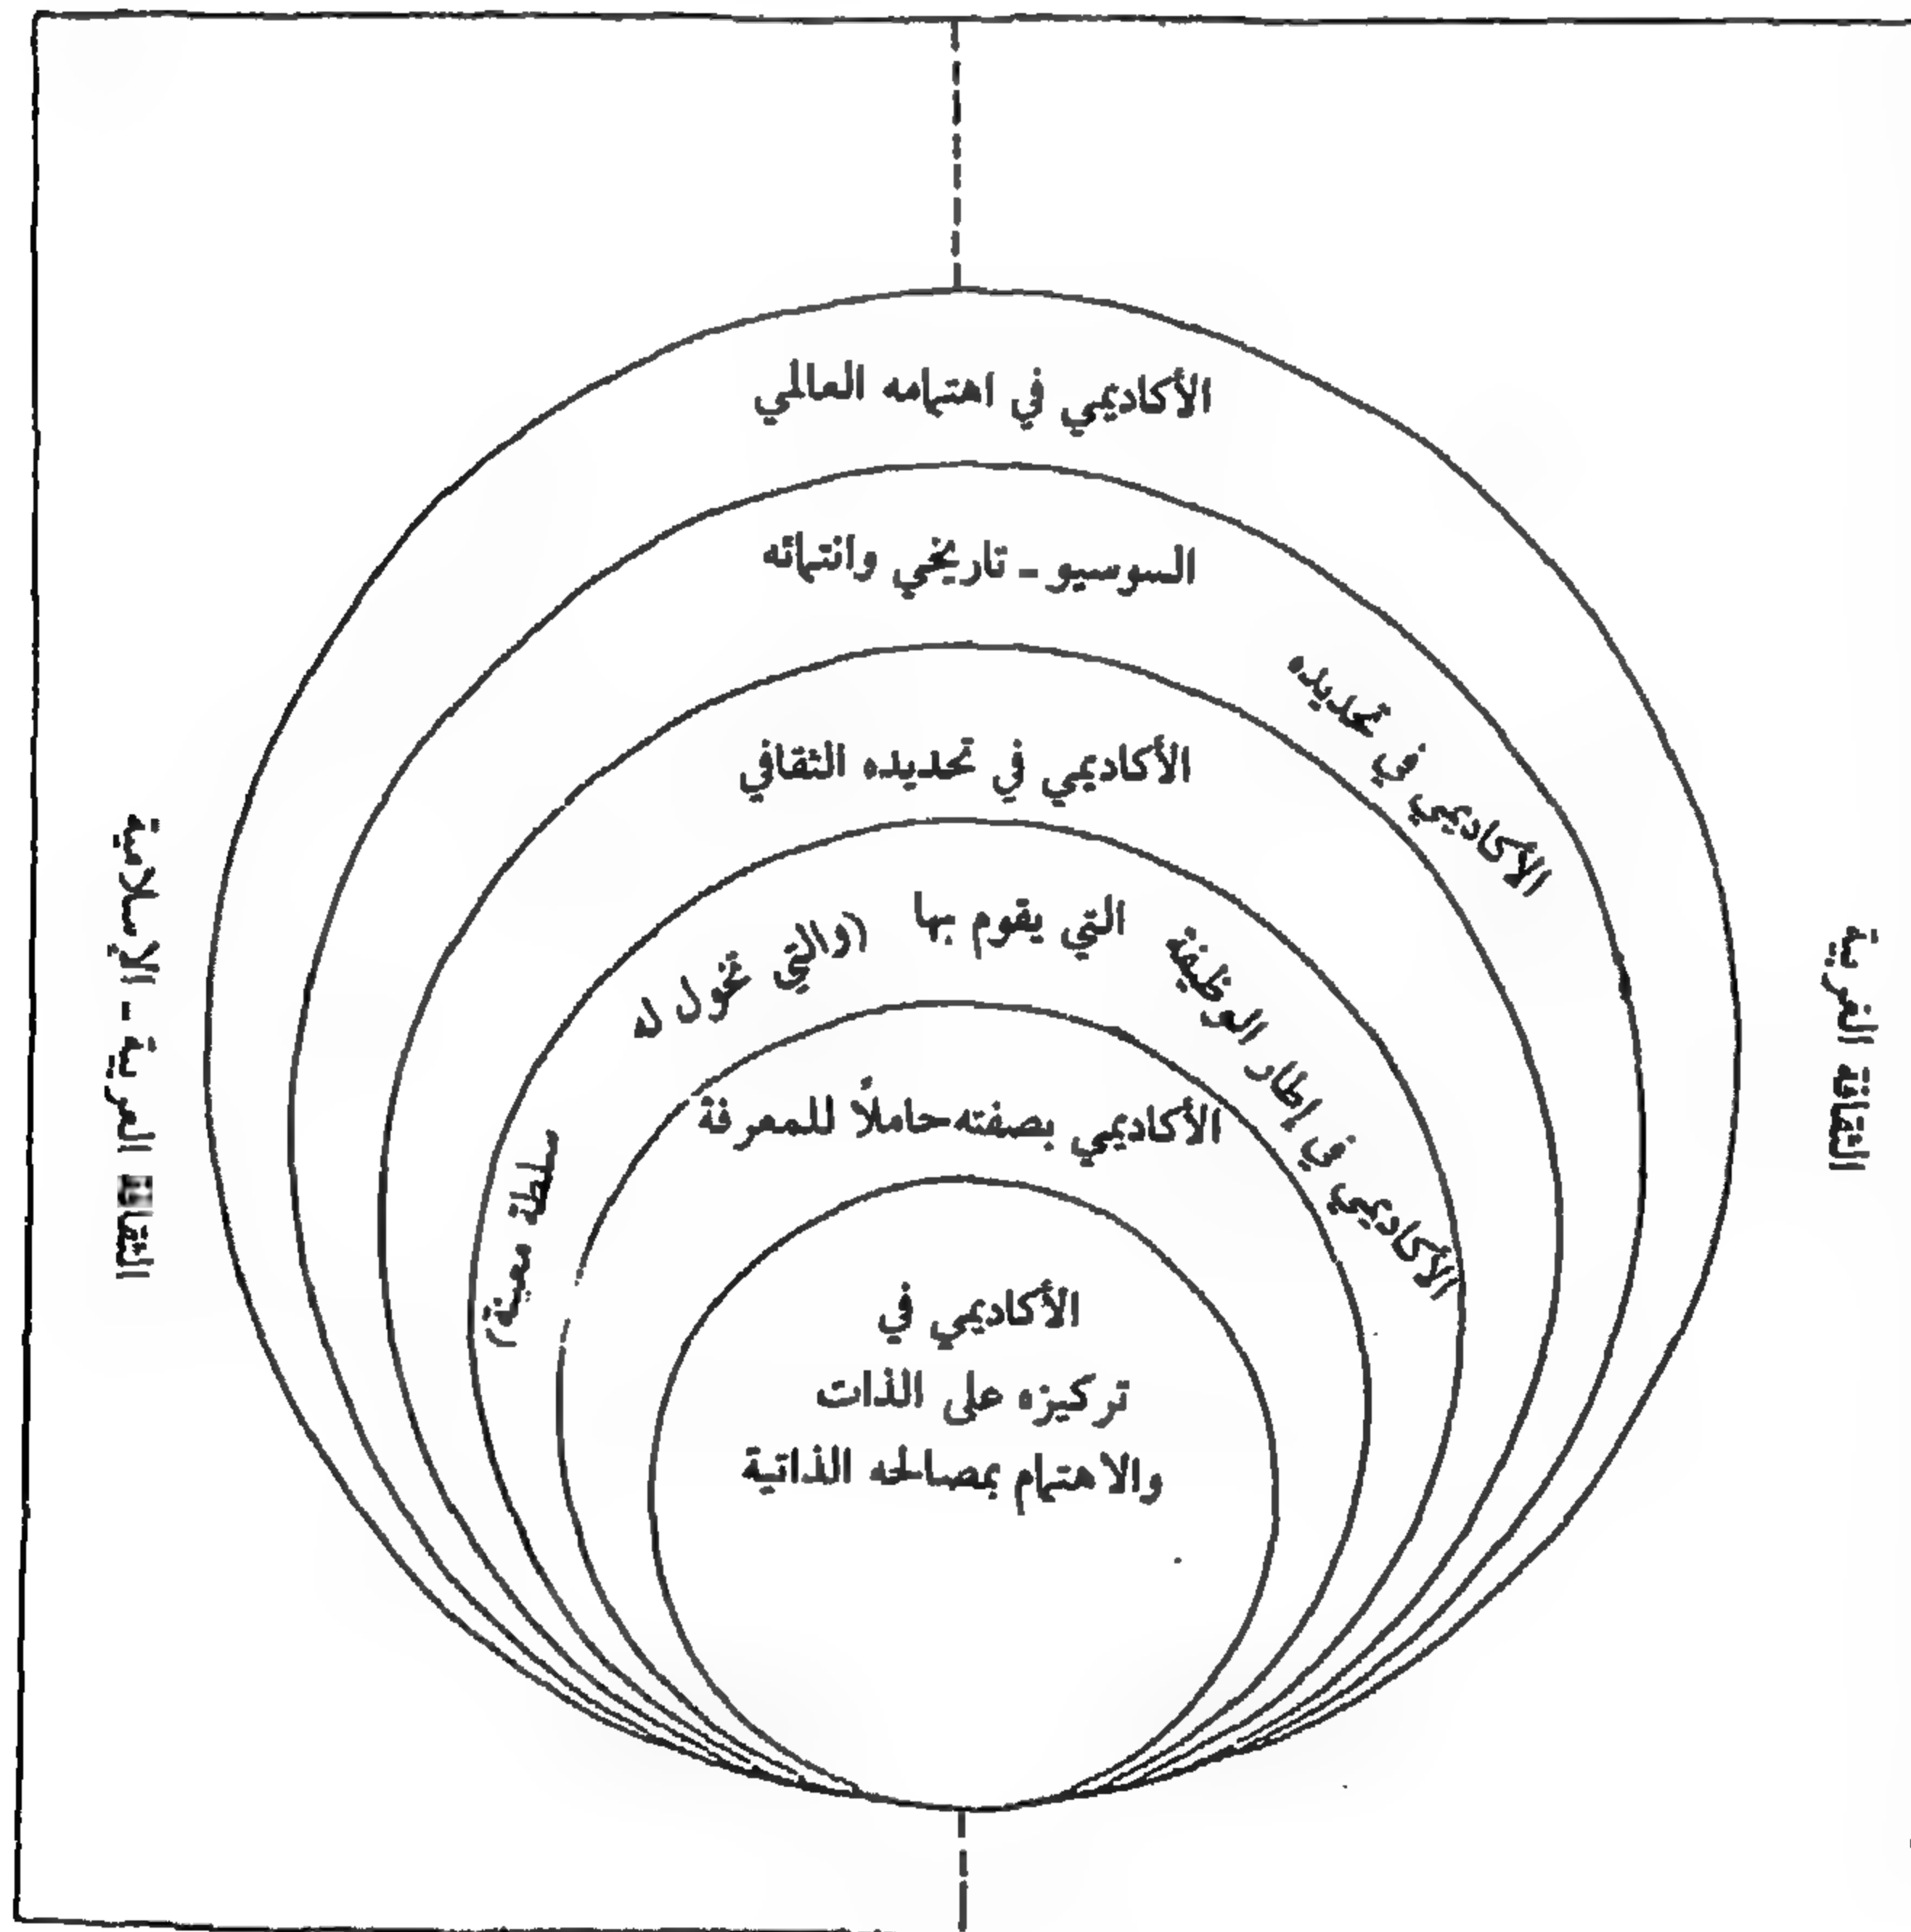 الأكاديمي في اهتمامه العالمي
الأكاديمي في تحديده
السوسيو - تاريخي وانتمائه
الأكاديمي في تحديده الثقافي
الأكاديمي في إطار الوظيفة التي يقوم بها (والتي تخول له
سلطة معينة)
الأكاديمي بصفته حاملاً للمعرفة
الأكاديمي في
تركيزه على الذات
والاهتمام بمصالحه الذاتية
الثقافة الغربية
الثقافة العربية - الإسلامية